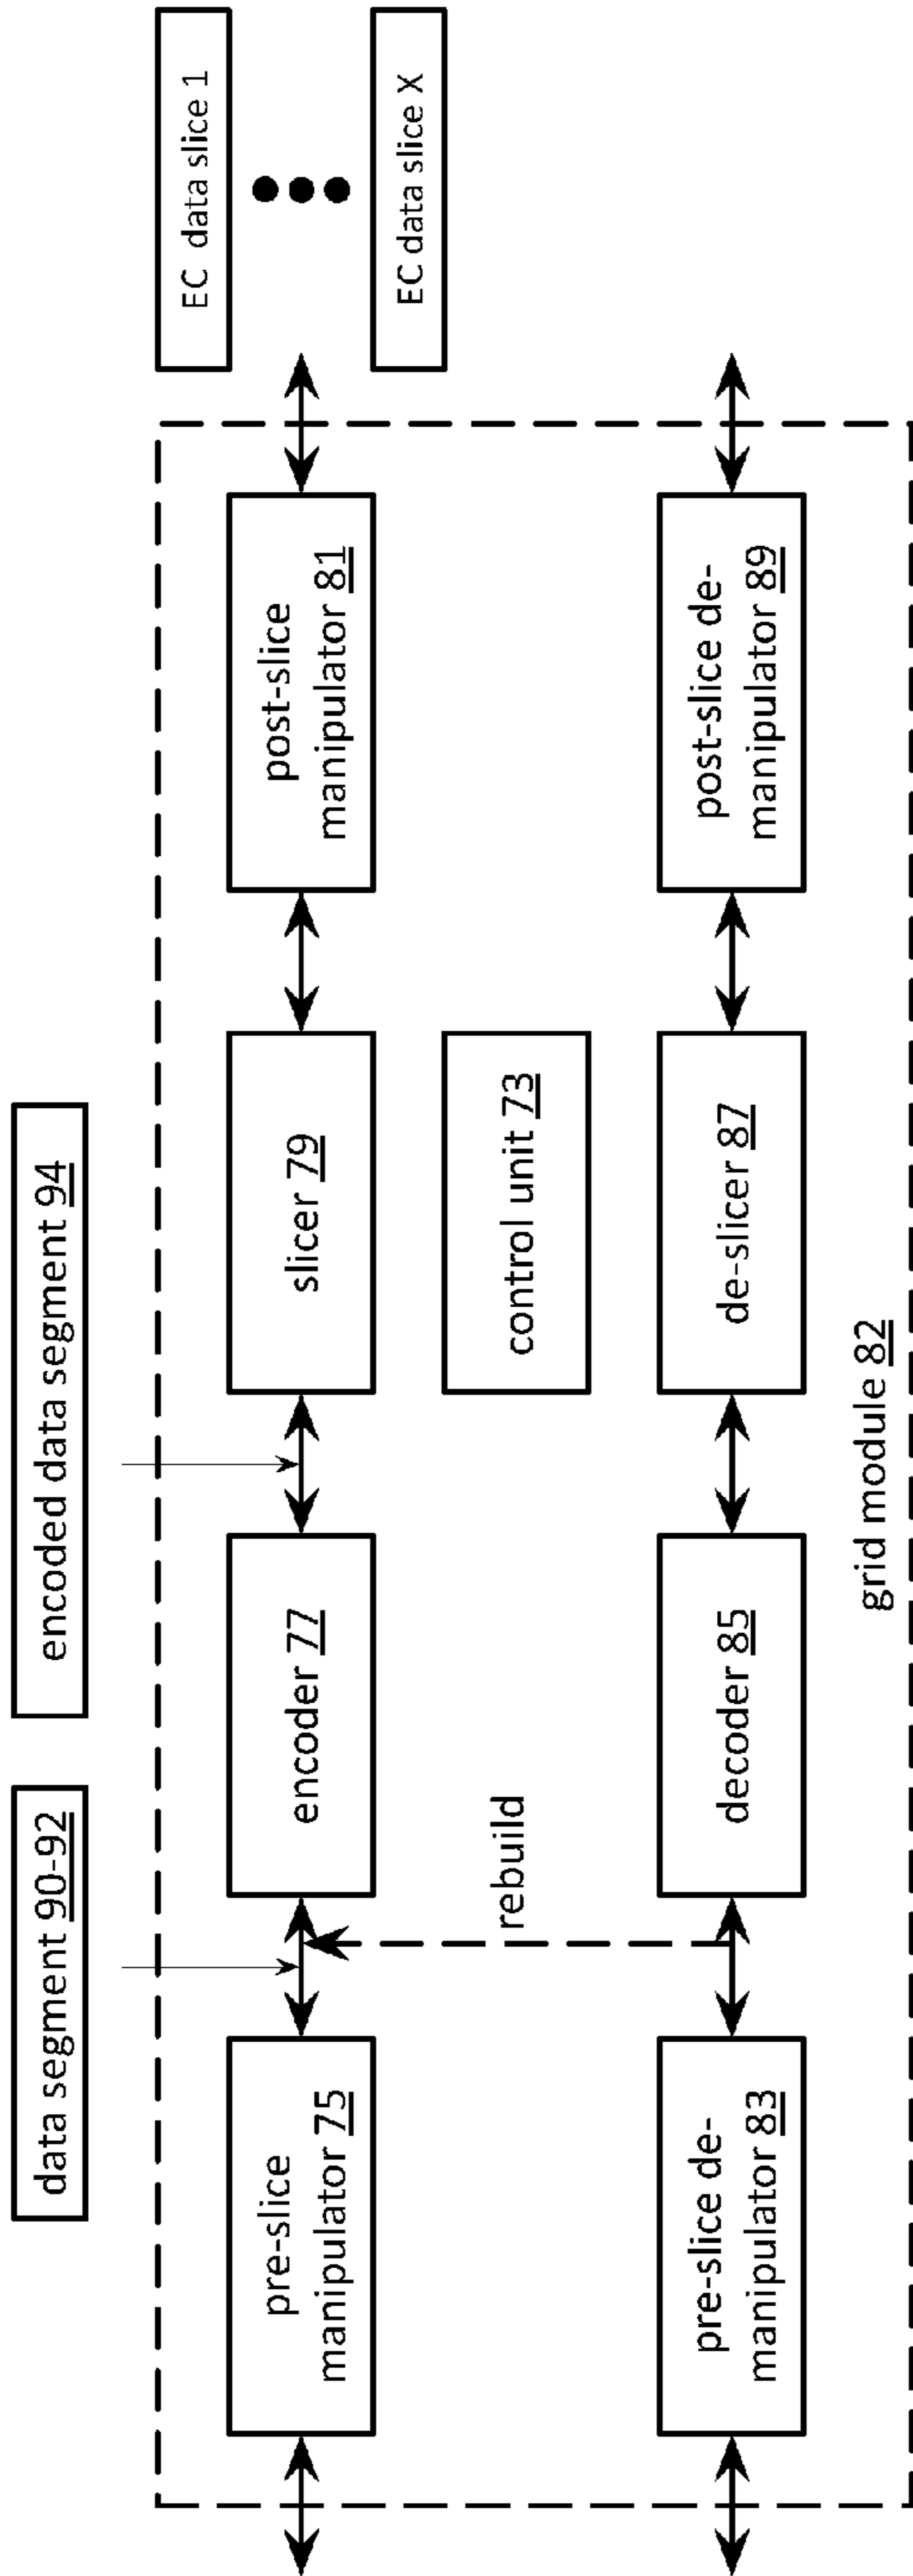 data segment 90-92
encoded data segment 94
EC data slice 1
EC data slice X
pre-slice
manipulator 75
encoder 77
slicer 79
post-slice
manipulator 81
rebuild
control unit 73
pre-slice de-
manipulator 83
decoder 85
de-slicer 87
post-slice de-
manipulator 89
grid module 82